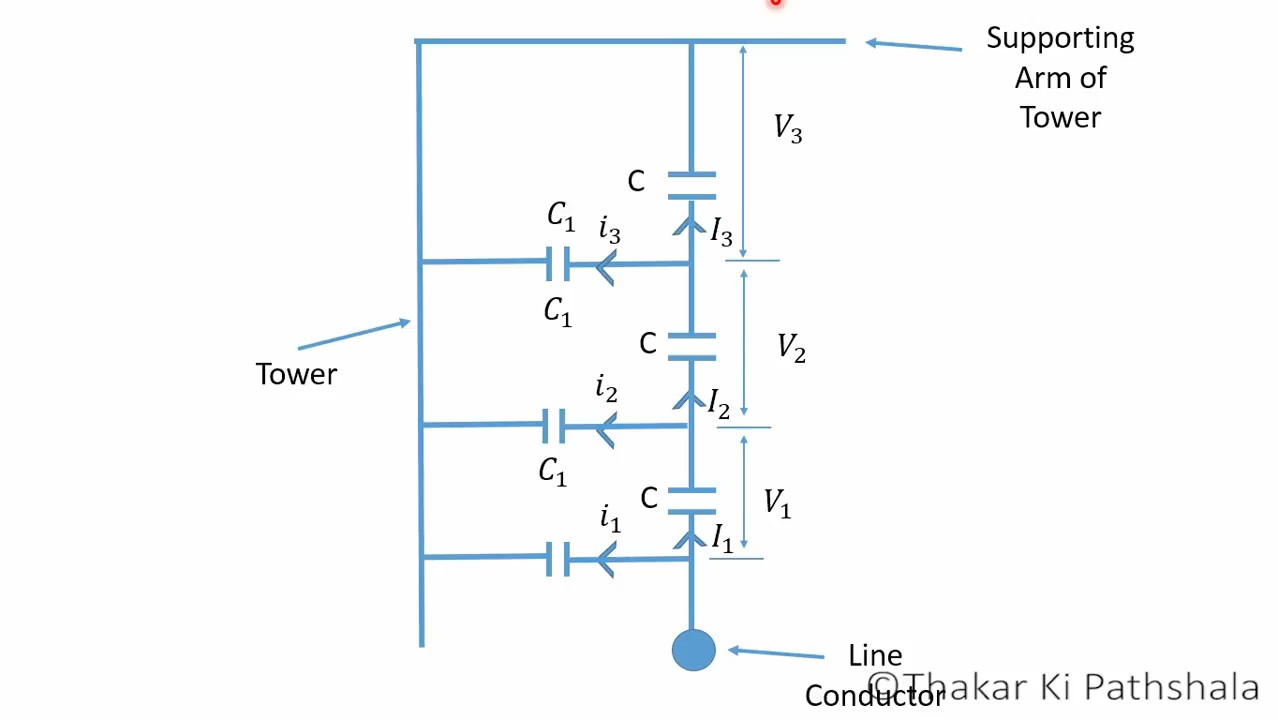 Supporting
Arm of
Tower
V₃
C
C₁
i₃
I₃
C₁
C
V₂
Tower
i₂
I₂
C₁
C
V₁
i₁
I₁
Line
Conductor
©Thakar Ki Pathshala